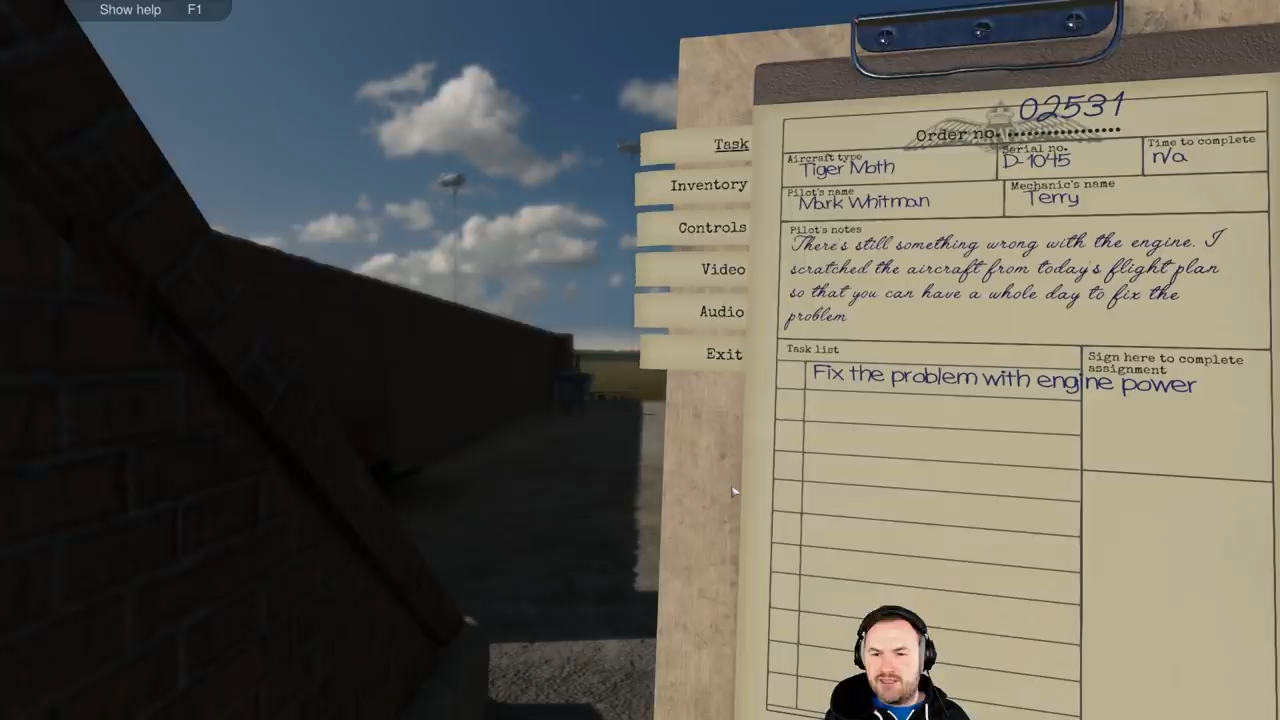 Show help F1
Task
Inventory
Controls
Video
Audio
Exit
02531
Order no.
Aircraft type
Tiger Moth
Serial no.
D-1045
Time to complete
n/a
Pilot's name
Mark Whitman
Mechanic's name
Terry
Pilot's notes
There's still something wrong with the engine. I
scratched the aircraft from today's flight plan
so that you can have a whole day to fix the
problem
Task list
Fix the problem with engine power
Sign here to complete
assignment